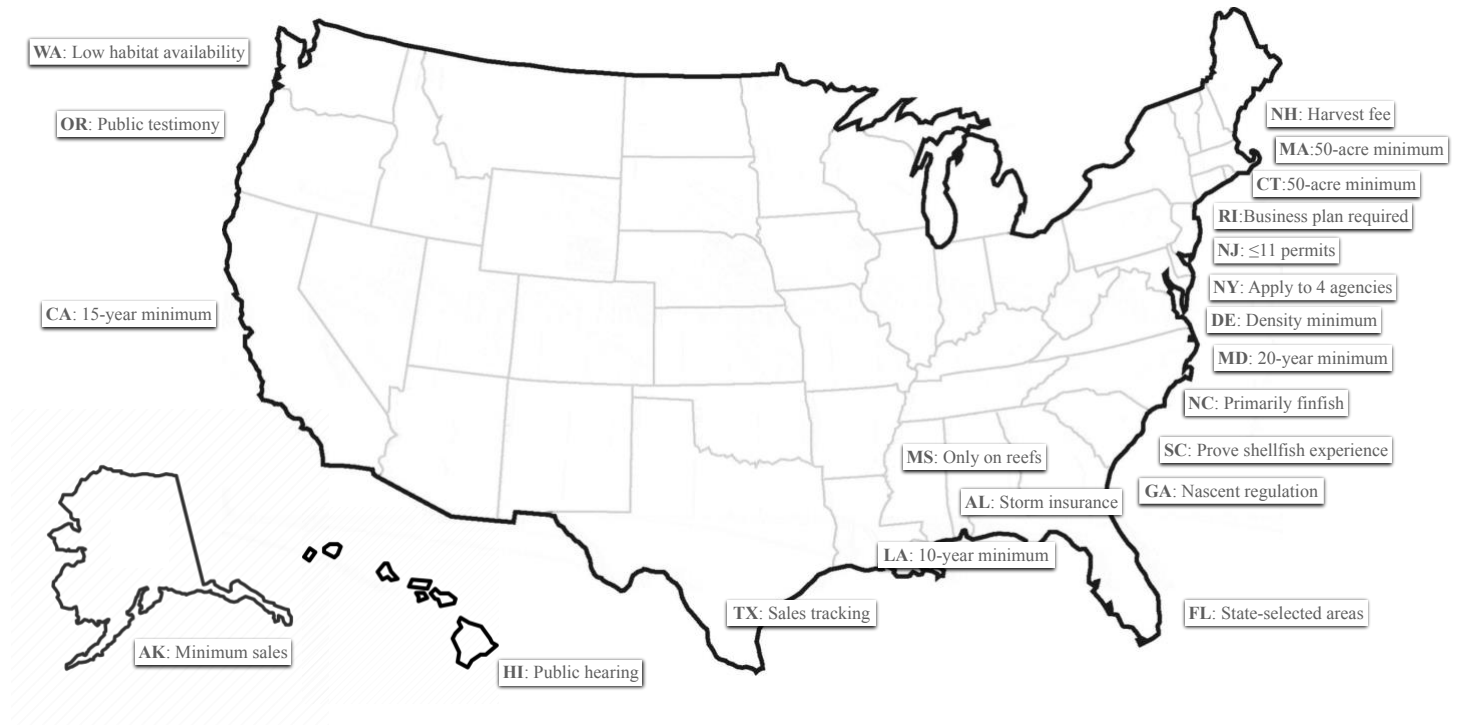 WA: Low habitat availability
OR: Public testimony
CA: 15-year minimum
AK: Minimum sales
HI: Public hearing
TX: Sales tracking
LA: 10-year minimum
MS: Only on reefs
AL: Storm insurance
NH: Harvest fee
MA:50-acre minimum
CT:50-acre minimum
RI:Business plan required
NJ: ≤11 permits
NY: Apply to 4 agencies
DE: Density minimum
MD: 20-year minimum
NC: Primarily finfish
SC: Prove shellfish experience
GA: Nascent regulation
FL: State-selected areas